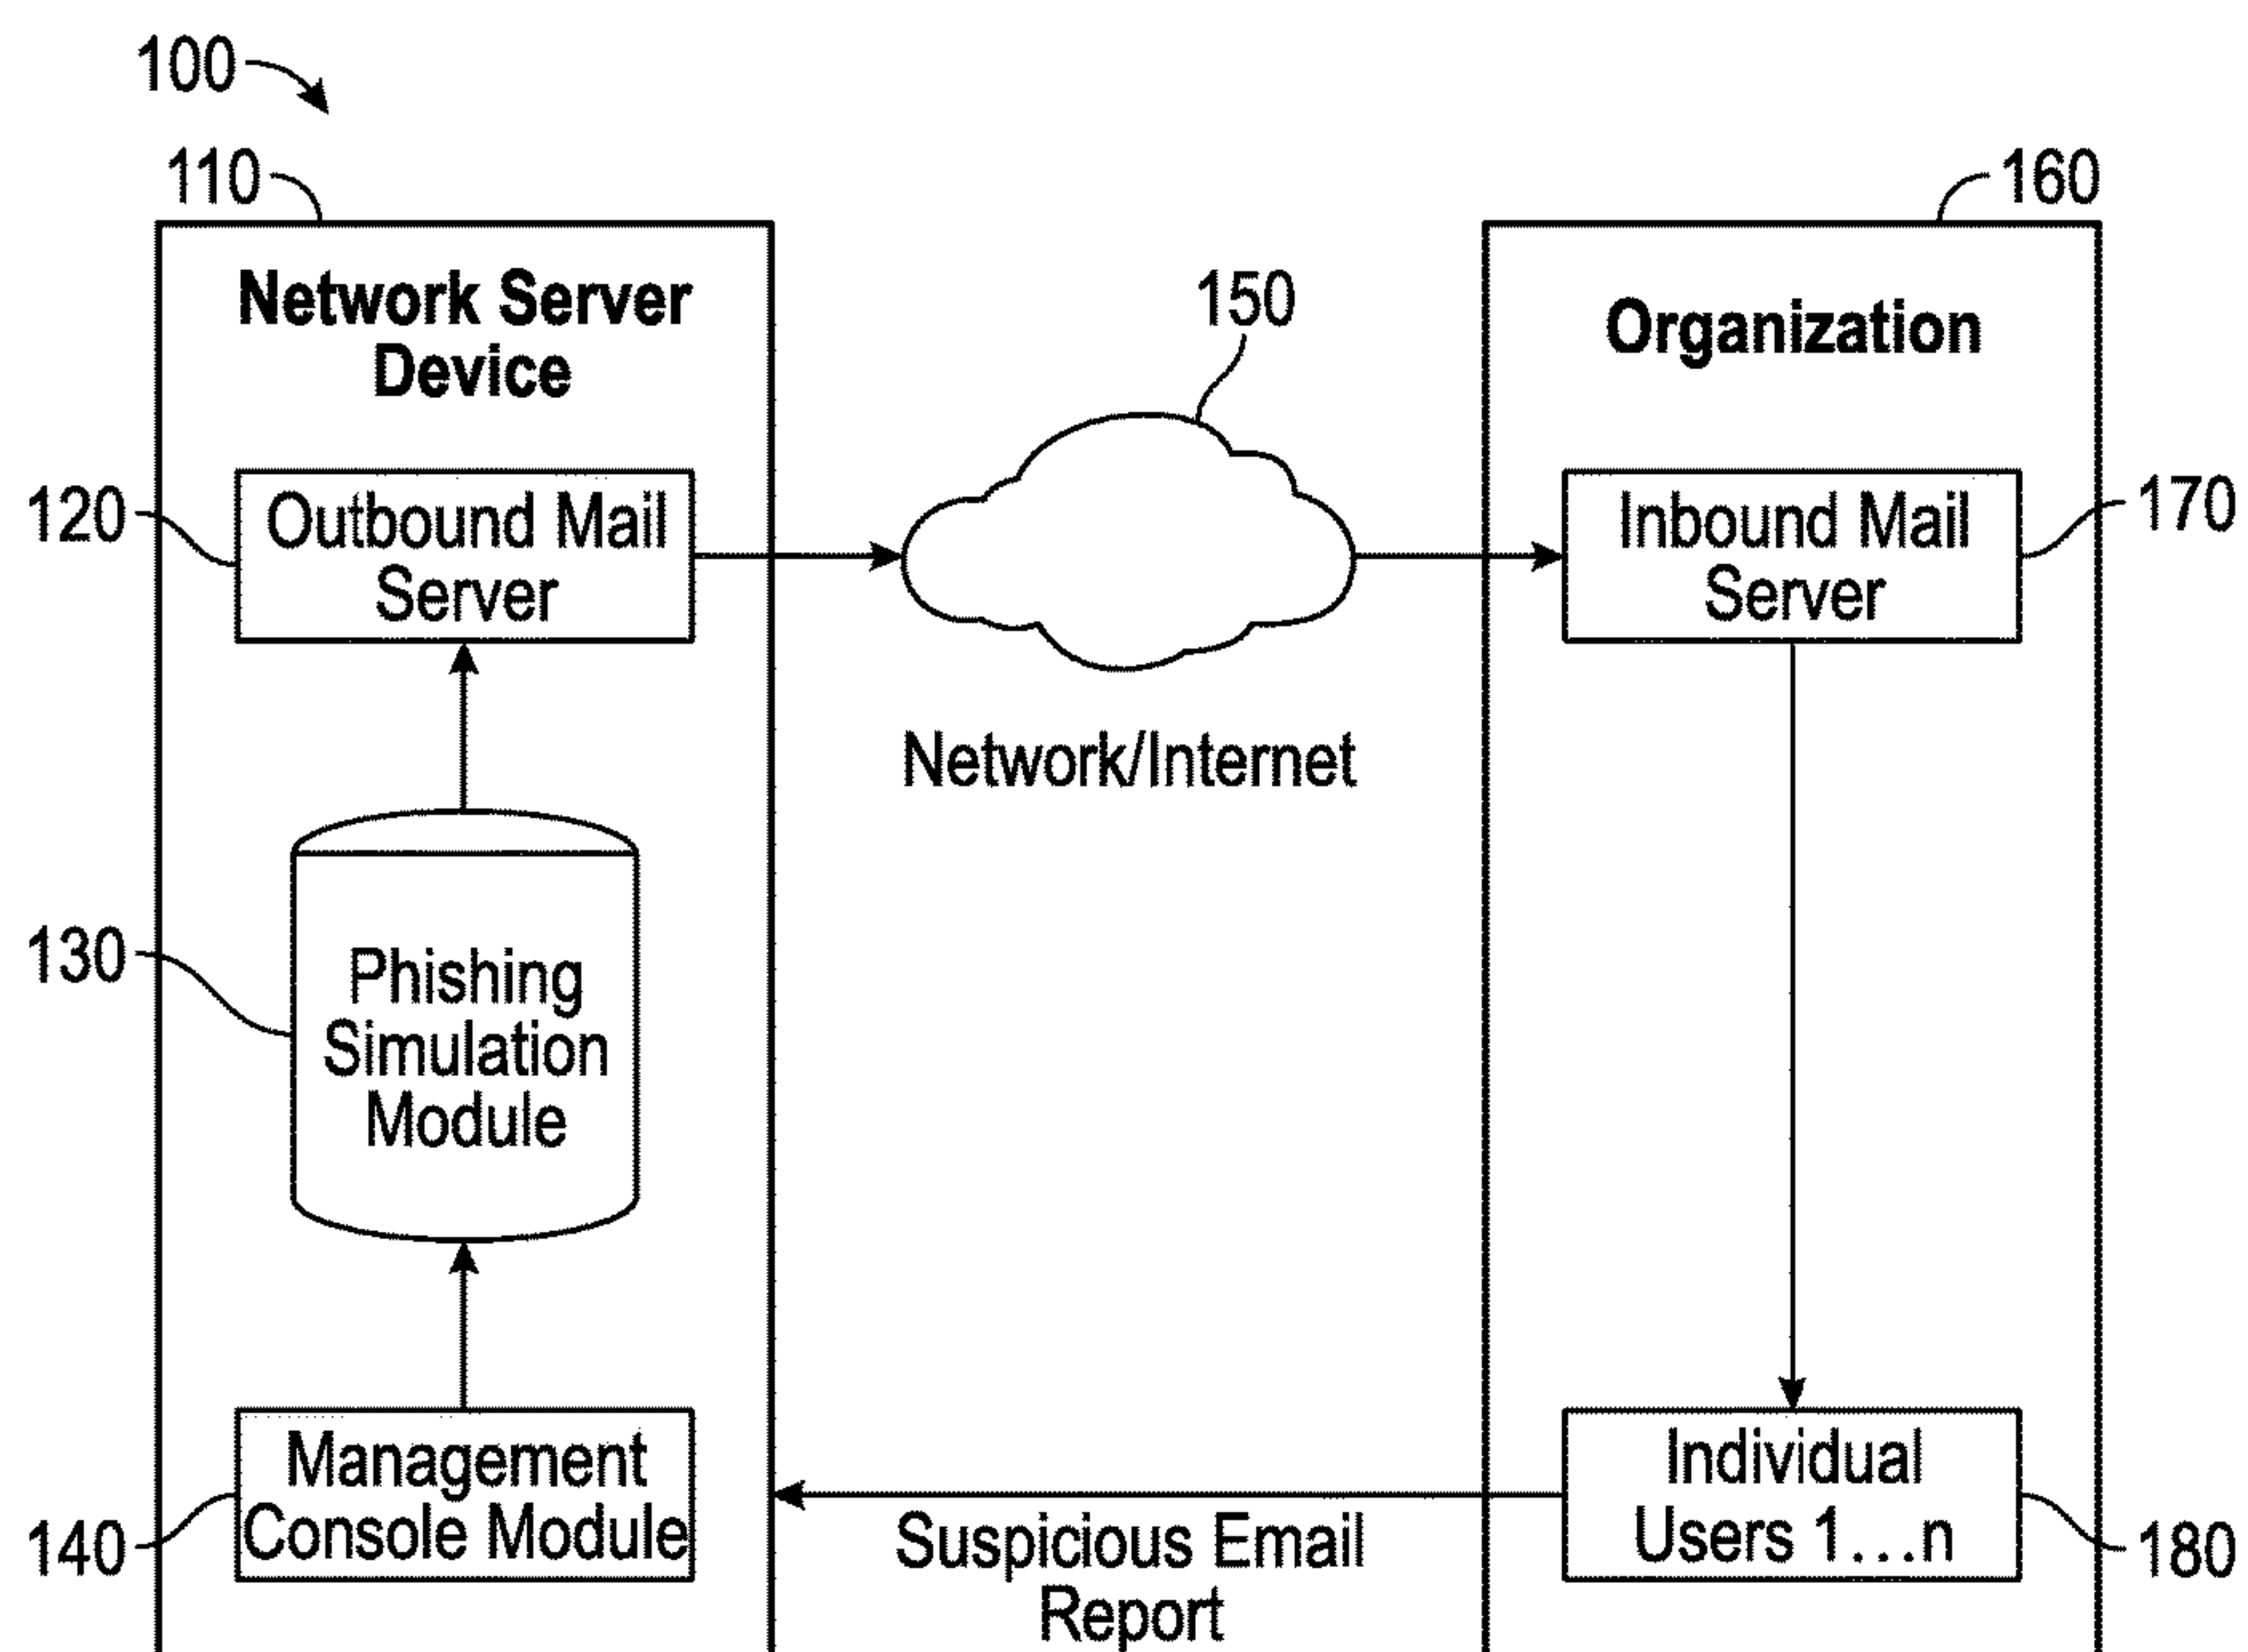 100
110
160
Network Server
Device
150
Organization
120
Outbound Mail
Server
Inbound Mail
Server
170
Network/Internet
130
Phishing
Simulation
Module
140
Management
Console Module
Suspicious Email
Report
Individual
Users 1...n
180